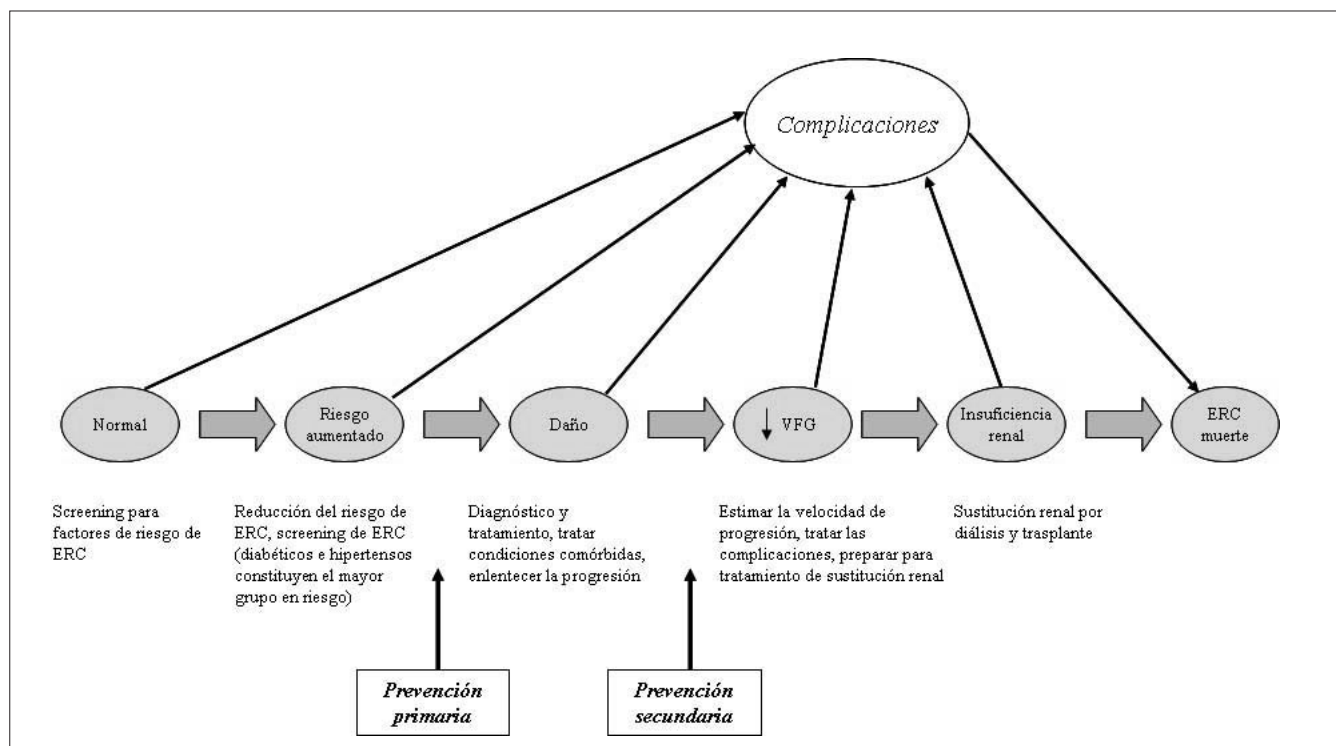 Complicaciones
Normal
Riesgo
aumentado
Daño
↓ VFG
Insuficiencia
renal
ERC
muerte
Screening para
factores de riesgo de
ERC
Reducción del riesgo de
ERC, screening de ERC
(diabéticos e hipertensos
constituyen el mayor
grupo en riesgo)
Diagnóstico y
tratamiento, tratar
condiciones comórbidas,
enlentecer la progresión
Estimar la velocidad de
progresión, tratar las
complicaciones, preparar para
tratamiento de sustitución renal
Sustitución renal por
diálisis y trasplante
Prevención
primaria
Prevención
secundaria